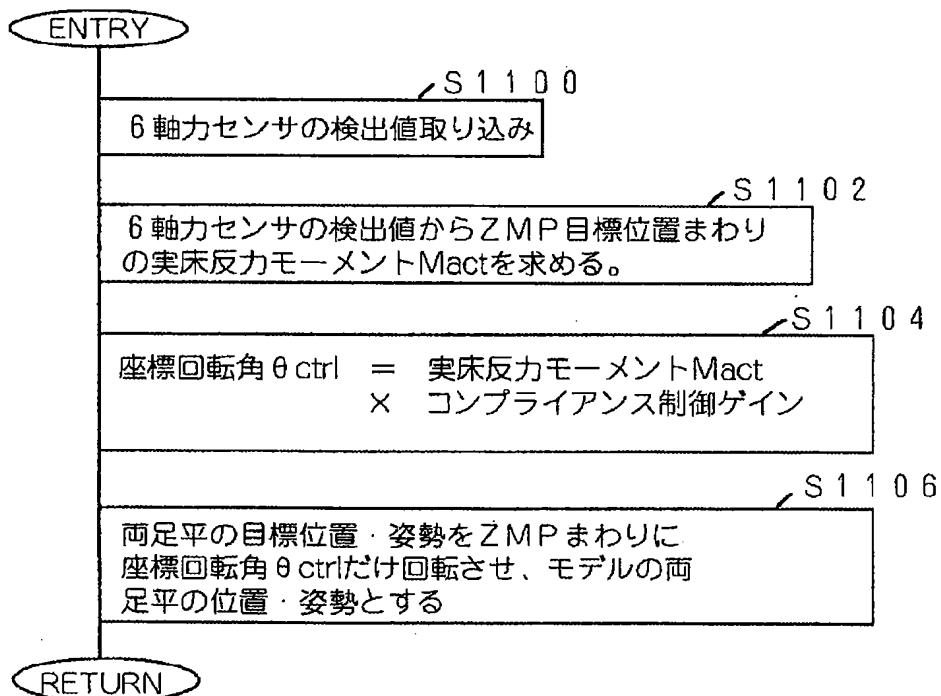 ENTRY
S1100
6軸力センサの検出値取り込み
S1102
6軸力センサの検出値からZMP目標位置まわり
の実床反力モーメントMactを求める。
S1104
座標回転角θctrl ＝ 実床反力モーメントMact
× コンプライアンス制御ゲイン
S1106
両足平の目標位置・姿勢をZMPまわりに
座標回転角θctrlだけ回転させ、モデルの両
足平の位置・姿勢とする
RETURN